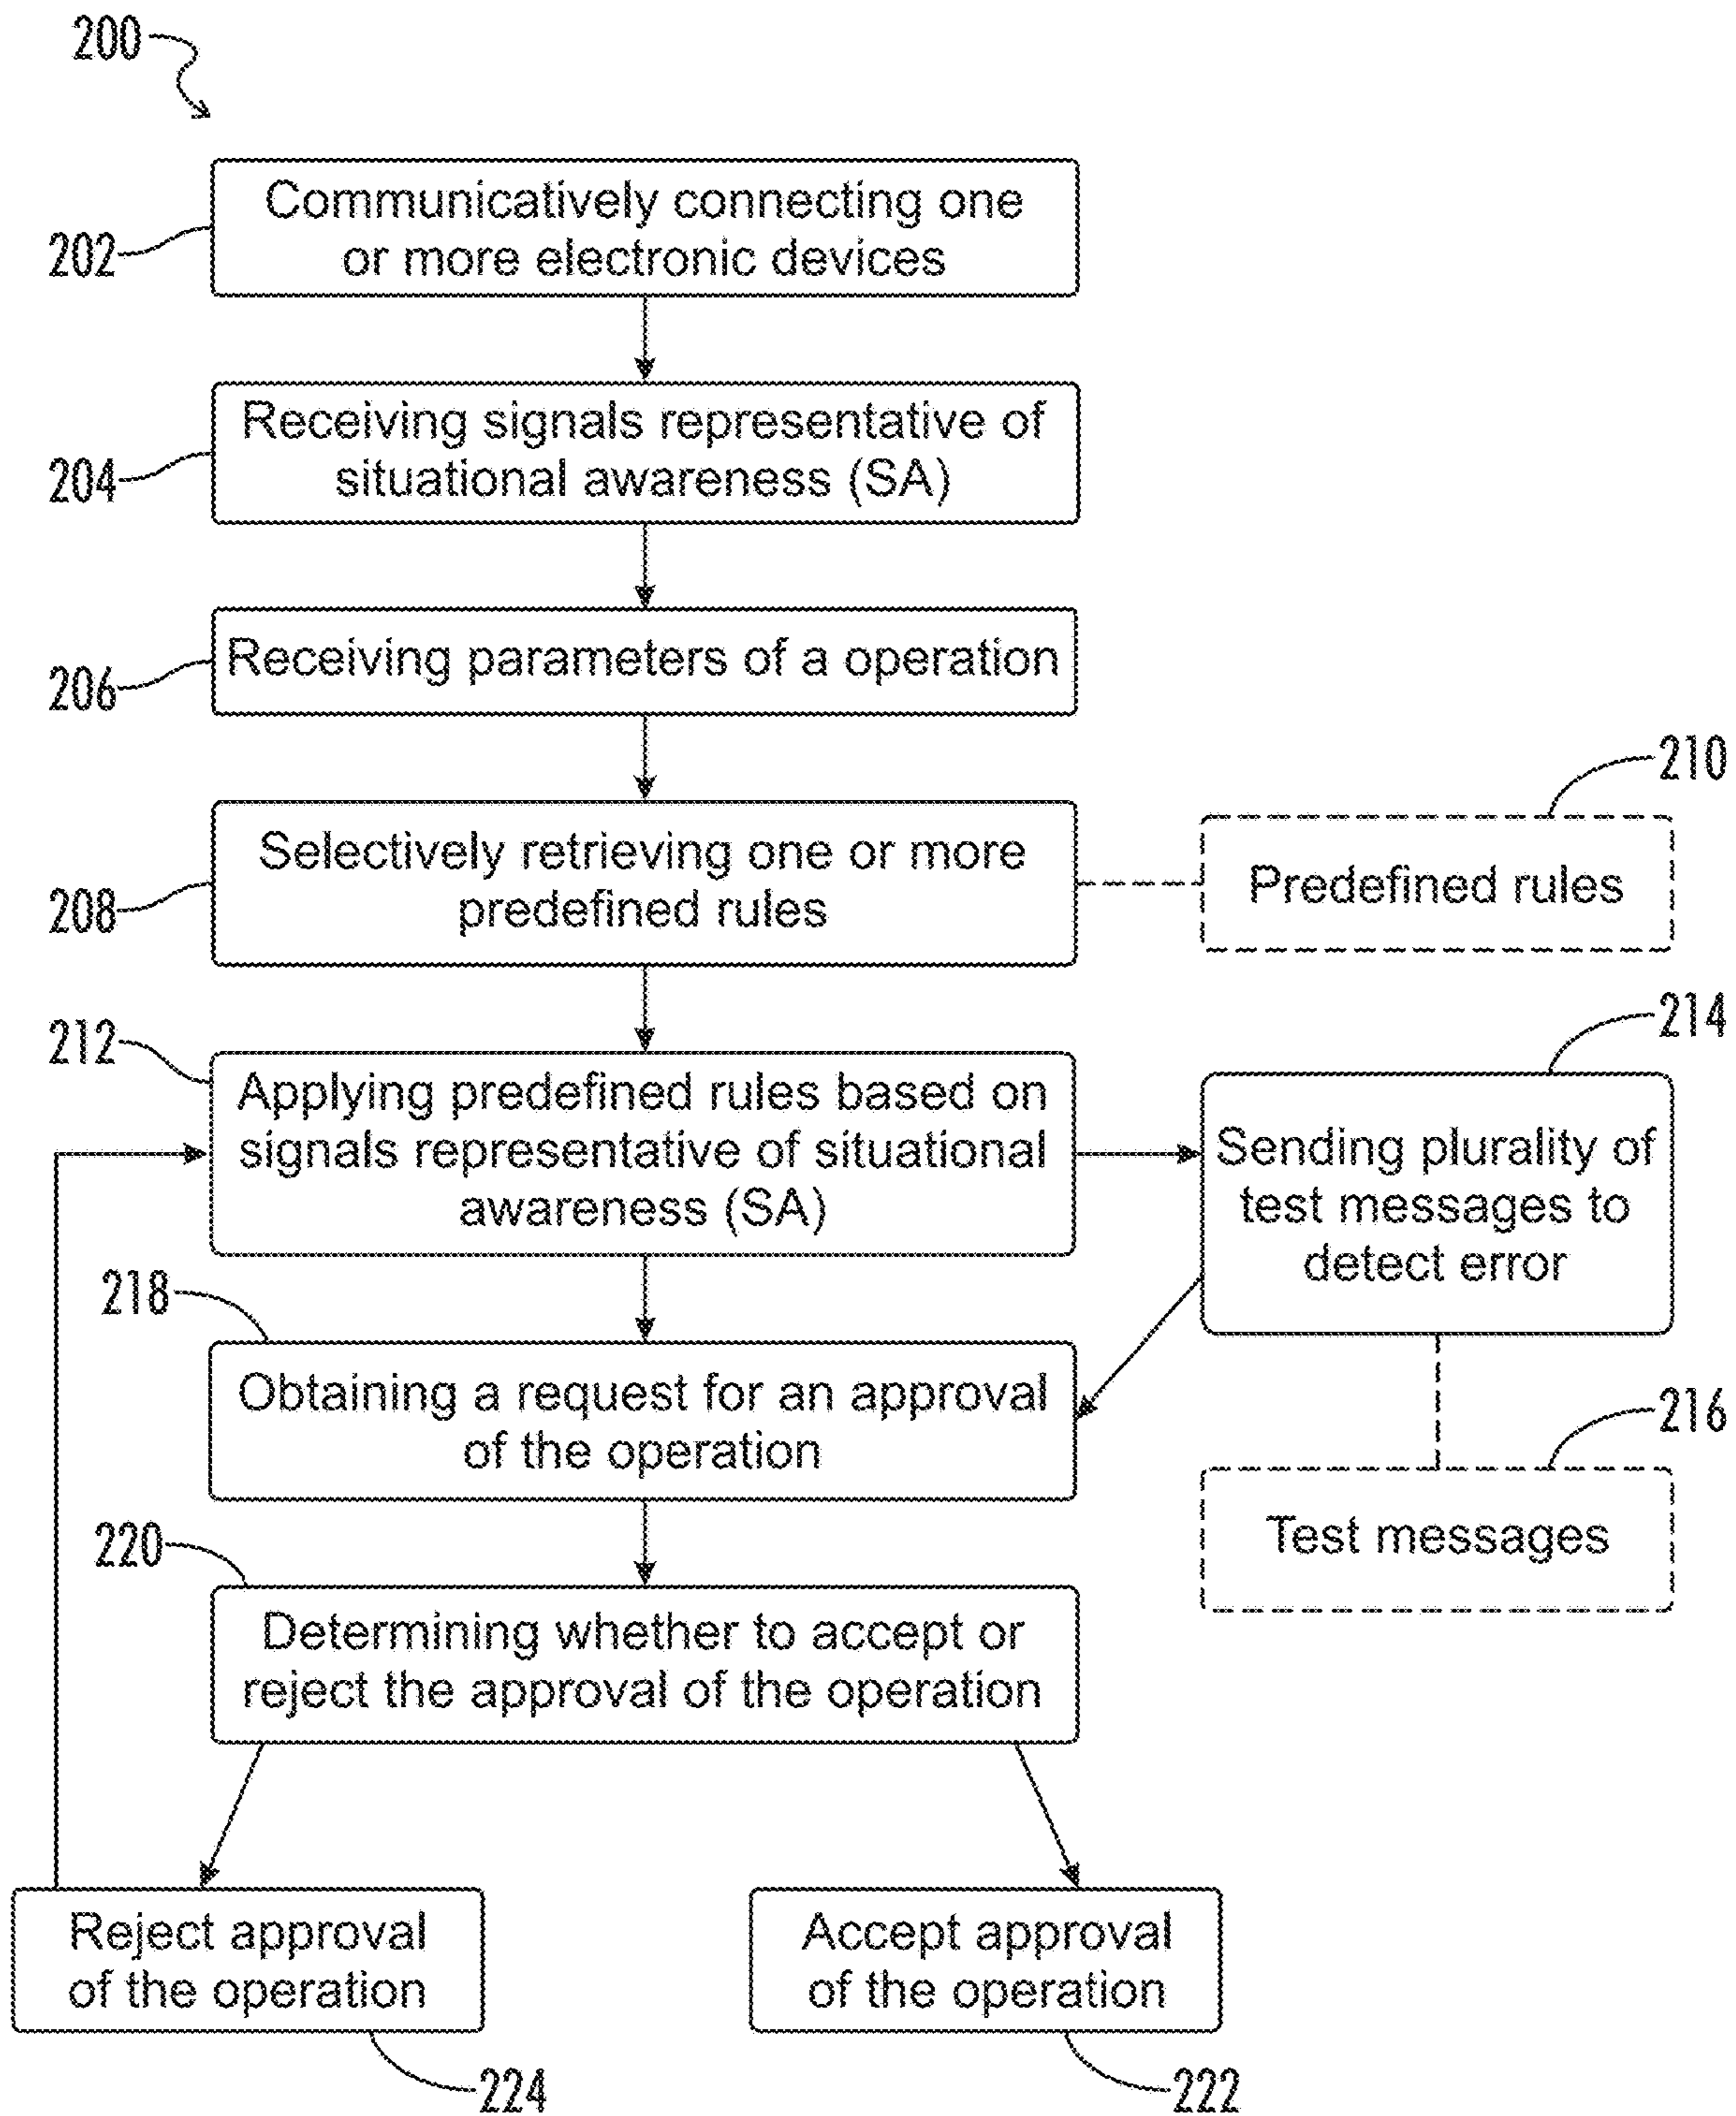 200
Communicatively connecting one
or more electronic devices
202
Receiving signals representative of
situational awareness (SA)
204
Receiving parameters of a operation
206
Selectively retrieving one or more
predefined rules
208
210
Predefined rules
212
Applying predefined rules based on
signals representative of situational
awareness (SA)
214
Sending plurality of
test messages to
detect error
216
Test messages
218
Obtaining a request for an approval
of the operation
220
Determining whether to accept or
reject the approval of the operation
Reject approval
of the operation
224
Accept approval
of the operation
222